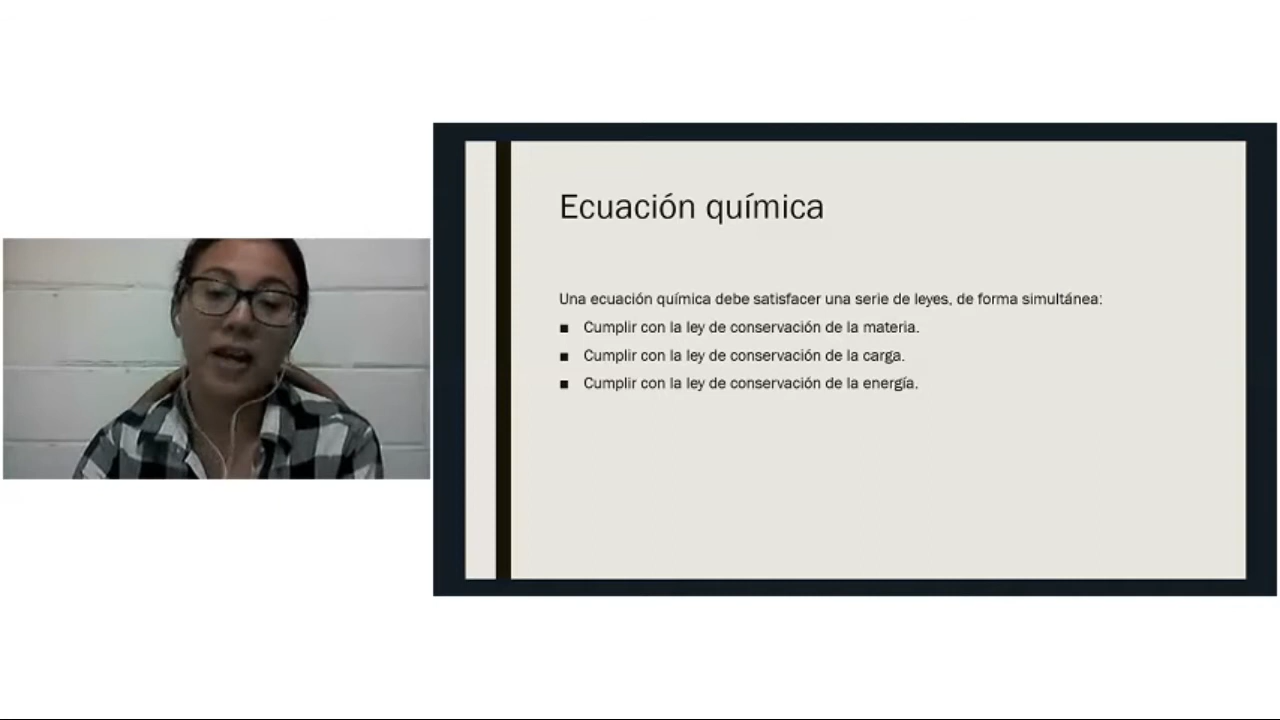 Ecuación química
Una ecuación química debe satisfacer una serie de leyes, de forma simultánea:
■ Cumplir con la ley de conservación de la materia.
■ Cumplir con la ley de conservación de la carga.
■ Cumplir con la ley de conservación de la energía.